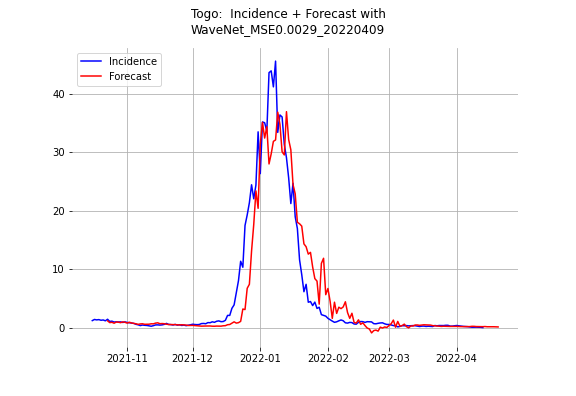 Togo:  Incidence + Forecast with
WaveNet_MSE0.0029_20220409
Incidence
Forecast
40
30
20
10
0
2021-11
2021-12
2022-01
2022-02
2022-03
2022-04